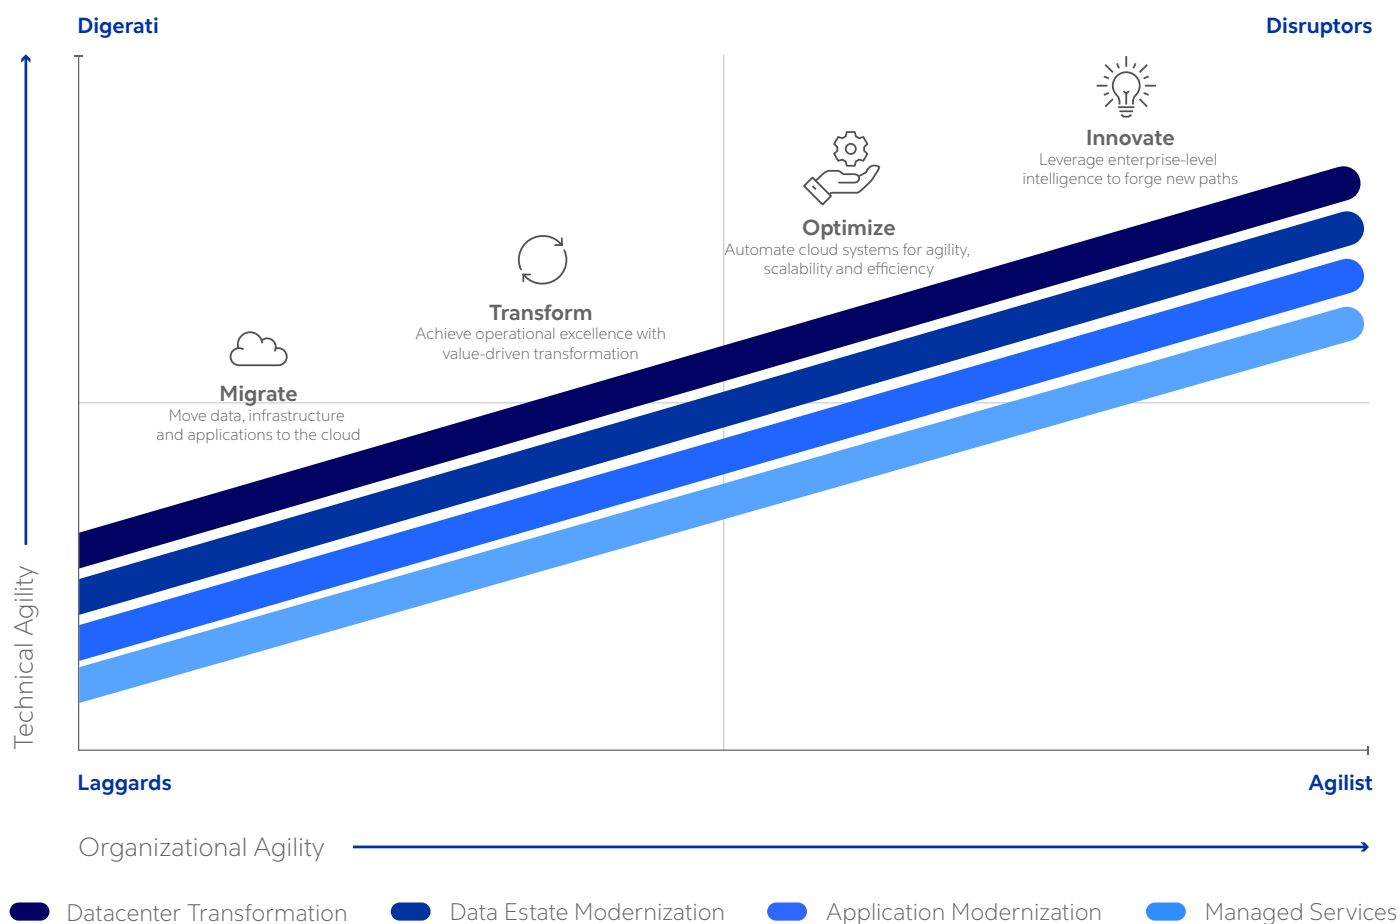 Digerati
Disruptors
Innovate
Leverage enterprise-level
intelligence to forge new paths
Optimize
Automate cloud systems for agility,
scalability and efficiency
Transform
Achieve operational excellence with
value-driven transformation
Migrate
Move data, infrastructure
and applications to the cloud
Technical Agility
Laggards
Agilist
Organizational Agility
Datacenter Transformation
Data Estate Modernization
Application Modernization
Managed Services